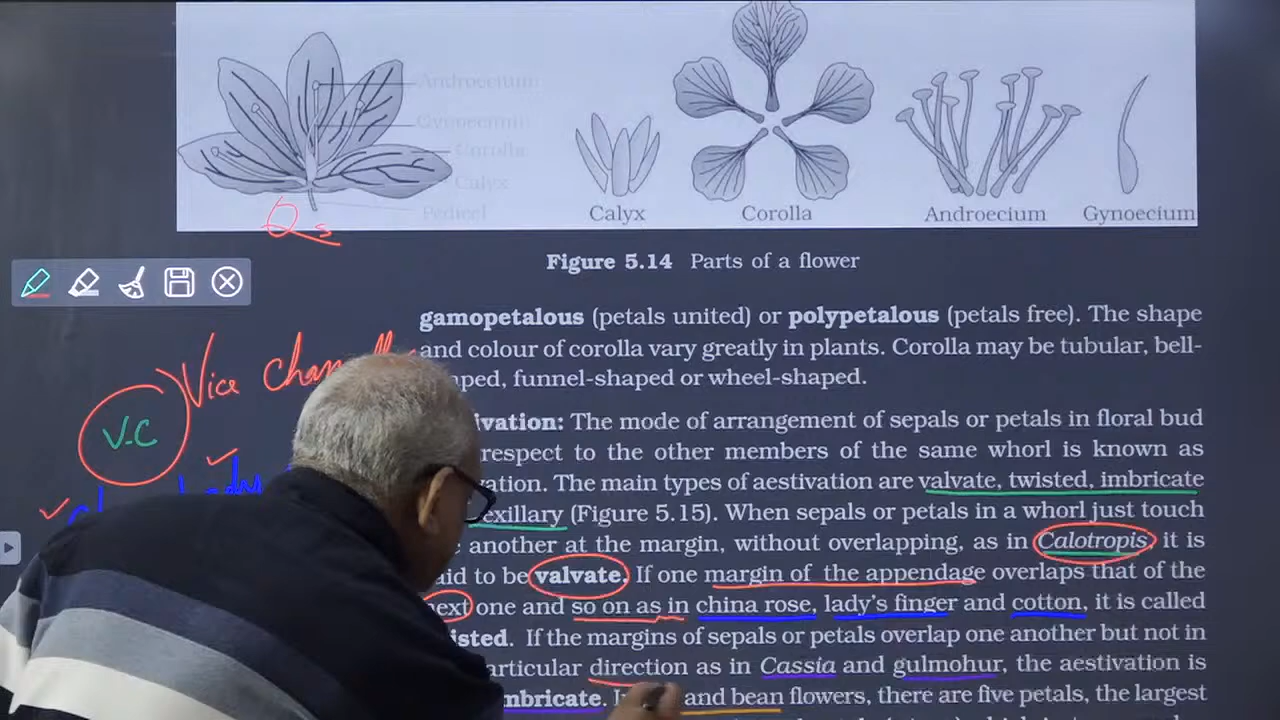 Androecium
Gynoecium
Corolla
Calyx
Pedicel
Calyx Corolla Androecium Gynoecium
Qs
Figure 5.14 Parts of a flower
gamopetalous (petals united) or polypetalous (petals free). The shape
and colour of corolla vary greatly in plants. Corolla may be tubular, bell-
aped, funnel-shaped or wheel-shaped.
Vice
V-C
ivation: The mode of arrangement of sepals or petals in floral bud
respect to the other members of the same whorl is known as
vation. The main types of aestivation are valvate, twisted, imbricate
exillary (Figure 5.15). When sepals or petals in a whorl just touch
another at the margin, without overlapping, as in Calotropis, it is
aid to be valvate. If one margin of the appendage overlaps that of the
next one and so on as in china rose, lady's finger and cotton, it is called
isted. If the margins of sepals or petals overlap one another but not in
articular direction as in Cassia and gulmohur, the aestivation is
mbricate. In and bean flowers, there are five petals, the largest